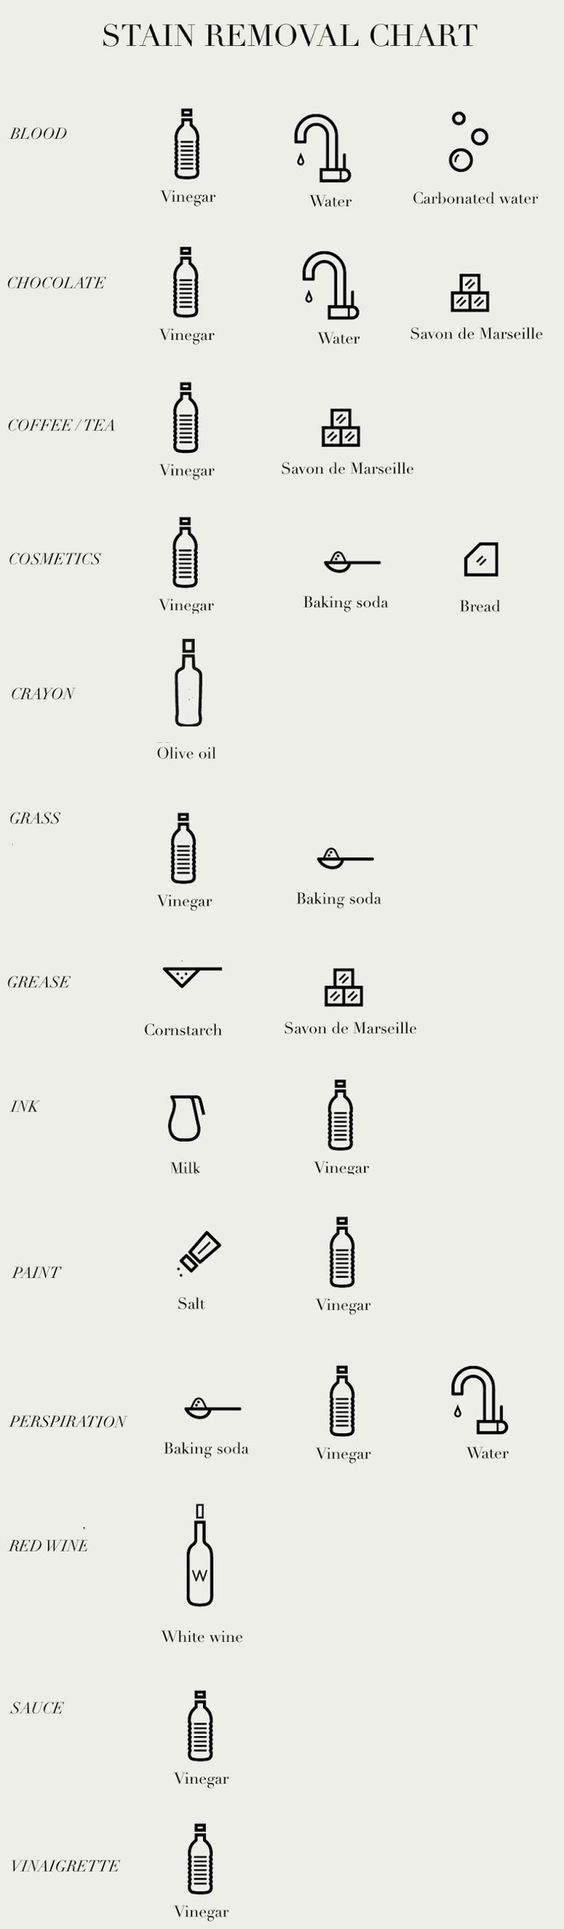 STAIN REMOVAL CHART
BLOOD
Vinegar
Water
Carbonated water
CHOCOLATE
Vinegar
Water
Savon de Marseille
COFFEE / TEA
Vinegar
Savon de Marseille
COSMETICS
Vinegar
Baking soda
Bread
CRAYON
Olive oil
GRASS
Vinegar
Baking soda
GREASE
Cornstarch
Savon de Marseille
INK
Milk
Vinegar
PAINT
Salt
Vinegar
PERSPIRATION
Baking soda
Vinegar
Water
RED WINE
W
White wine
SAUCE
Vinegar
VINAIGRETTE
Vinegar